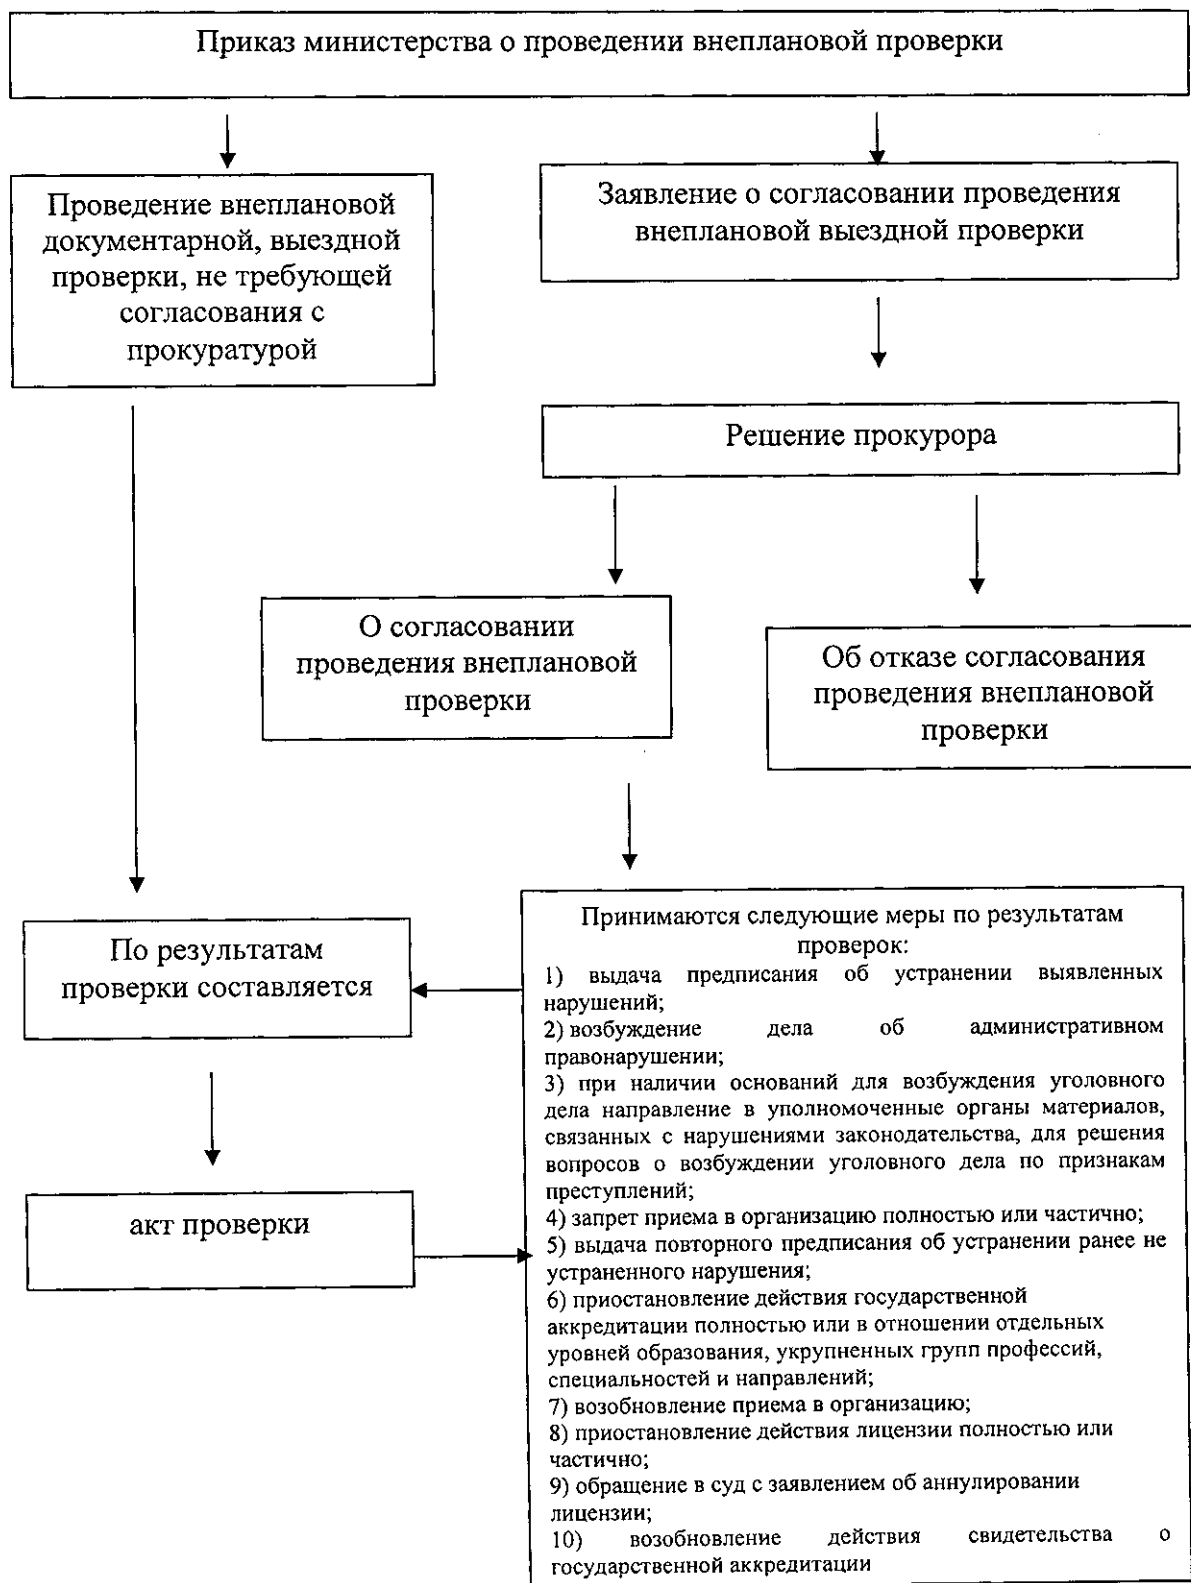 Приказ министерства о проведении внеплановой проверки
Проведение внеплановой
документарной, выездной
проверки, не требующей
согласования с
прокуратурой
Заявление о согласовании проведения
внеплановой выездной проверки
Решение прокурора
О согласовании
проведения внеплановой
проверки
Об отказе согласования
проведения внеплановой
проверки
По результатам
проверки составляется
акт проверки
Принимаются следующие меры по результатам
проверок:
1) выдача предписания об устранении выявленных
нарушений;
2) возбуждение дела об административном
правонарушении;
3) при наличии оснований для возбуждения уголовного
дела направление в уполномоченные органы материалов,
связанных с нарушениями законодательства, для решения
вопросов о возбуждении уголовного дела по признакам
преступлений;
4) запрет приема в организацию полностью или частично;
5) выдача повторного предписания об устранении ранее не
устраненного нарушения;
6) приостановление действия государственной
аккредитации полностью или в отношении отдельных
уровней образования, укрупненных групп профессий,
специальностей и направлений;
7) возобновление приема в организацию;
8) приостановление действия лицензии полностью или
частично;
9) обращение в суд с заявлением об аннулировании
лицензии;
10) возобновление действия свидетельства о
государственной аккредитации